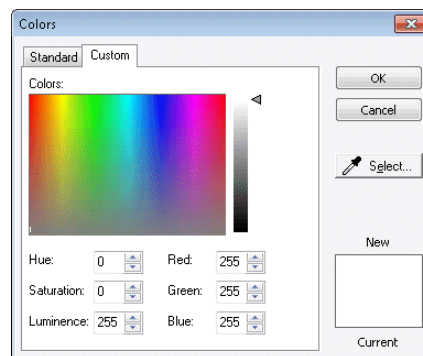 Colors
Standard
Custom
Colors:
OK
Cancel
Select...
Hue: 0 Red: 255
Saturation: 0 Green: 255
Luminence: 255 Blue: 255
New
Current